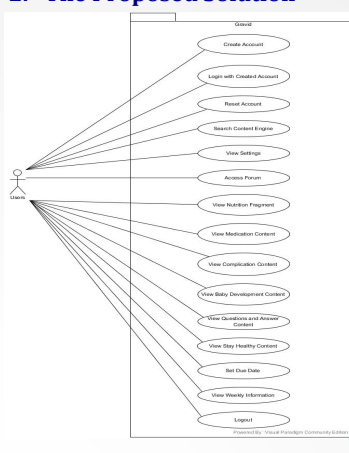 2. The Proposed Solution
Gravid
Create Account
Login with Created Account
Reset Account
Search Content Engine
View Settings
Access Forum
Users
View Nutrition Fragment
View Medication Content
View Complication Content
View Baby Development Content
View Questions and Answer
Content
View Stay Healthy Content
Set Due Date
View Weekly Information
Logout
Powered By: Visual Paradigm Community Edition